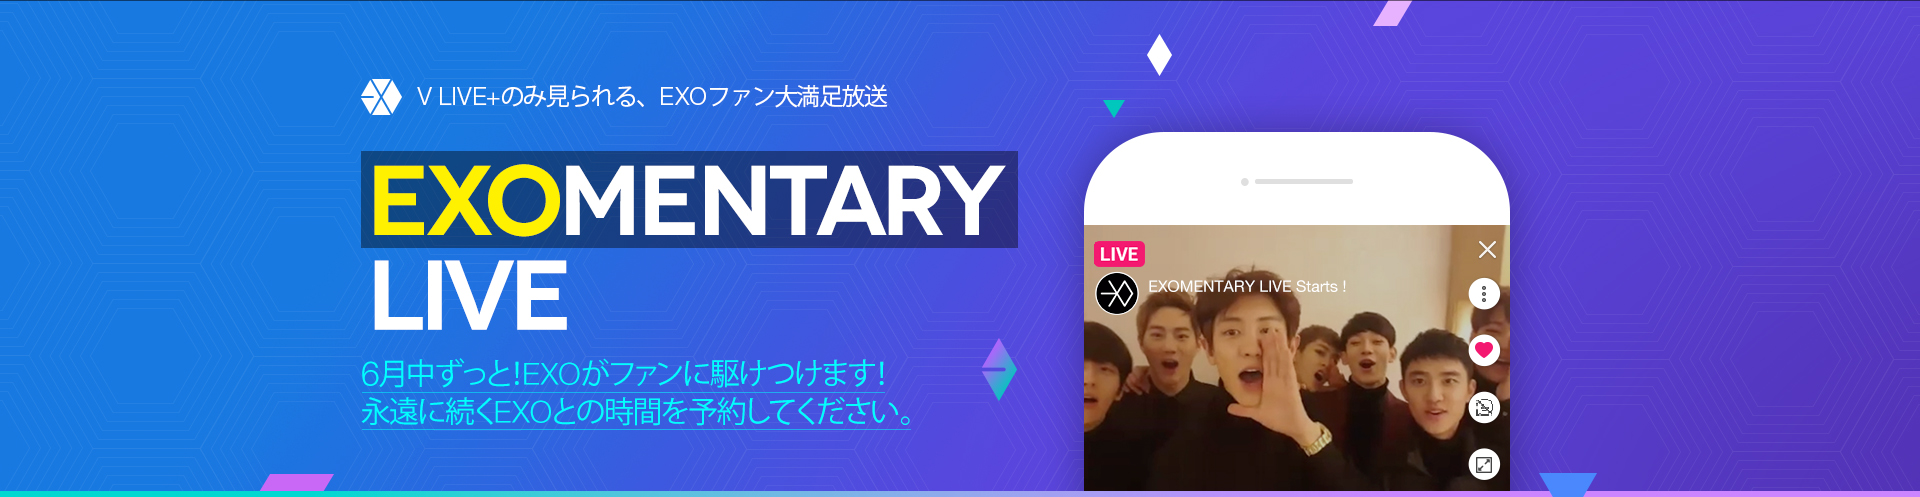 V LIVE+のみ見られる、EXOファン大満足放送
EXOMENTARY
LIVE
6月中ずっと!EXOがファンに駆けつけます!
永遠に続くEXOとの時間を予約してください。
LIVE
EXOMENTARY LIVE Starts !